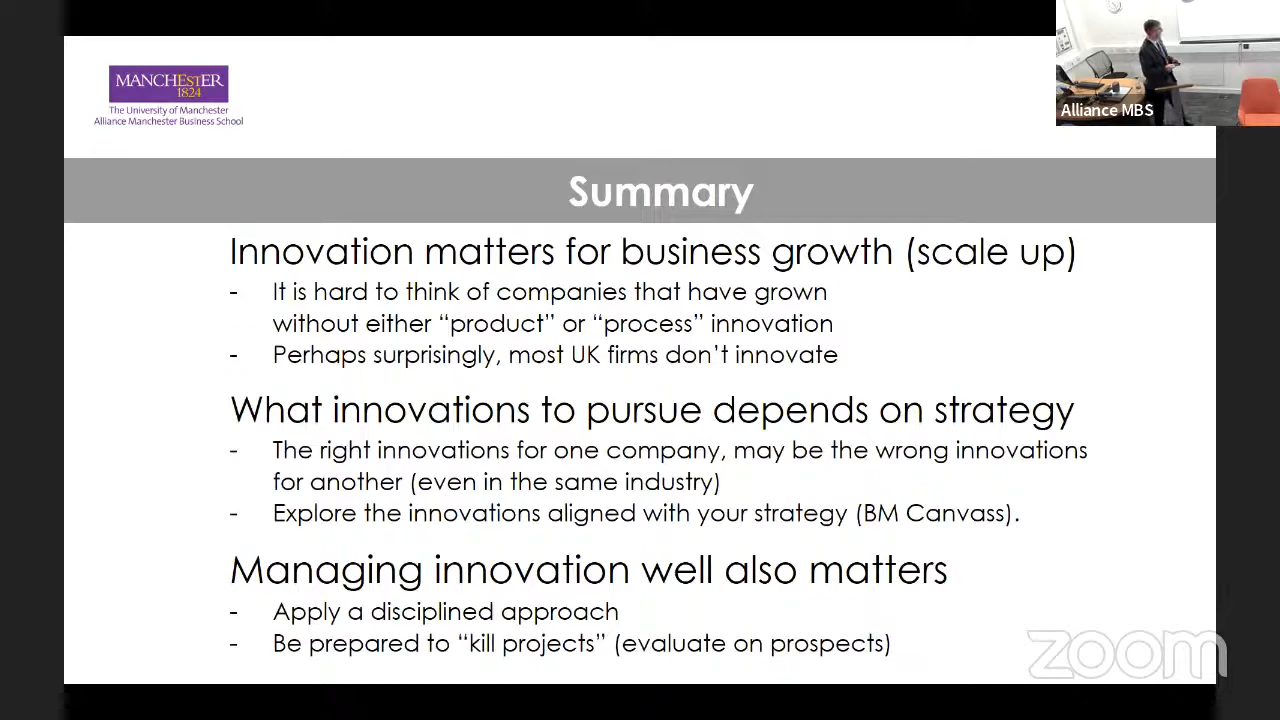 MANCHESTER
1824
The University of Manchester
Alliance Manchester Business School
Alliance MBS
Summary
Innovation matters for business growth (scale up)
- It is hard to think of companies that have grown
without either “product” or “process” innovation
- Perhaps surprisingly, most UK firms don’t innovate
What innovations to pursue depends on strategy
- The right innovations for one company, may be the wrong innovations
for another (even in the same industry)
- Explore the innovations aligned with your strategy (BM Canvass).
Managing innovation well also matters
- Apply a disciplined approach
- Be prepared to “kill projects” (evaluate on prospects)
zoom